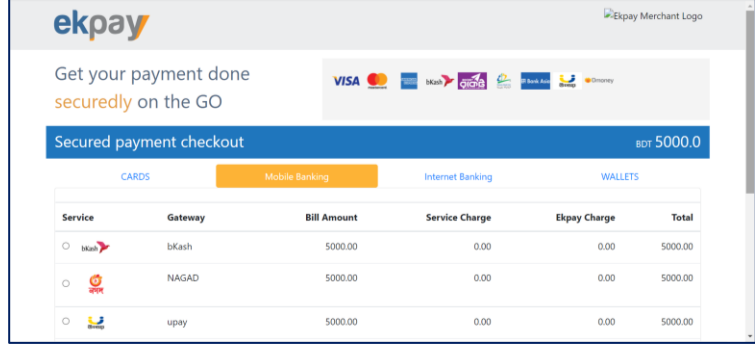 ekpay
Ekpay Merchant Logo
Get your payment done
securedly on the GO
VISA
bKash
Bank Asia
upay
Dmoney
Secured payment checkout
BDT 5000.0
CARDS Mobile Banking Internet Banking WALLETS
Service Gateway Bill Amount Service Charge Ekpay Charge Total
bKash bKash 5000.00 0.00 0.00 5000.00
নগদ NAGAD 5000.00 0.00 0.00 5000.00
upay 5000.00 0.00 0.00 5000.00